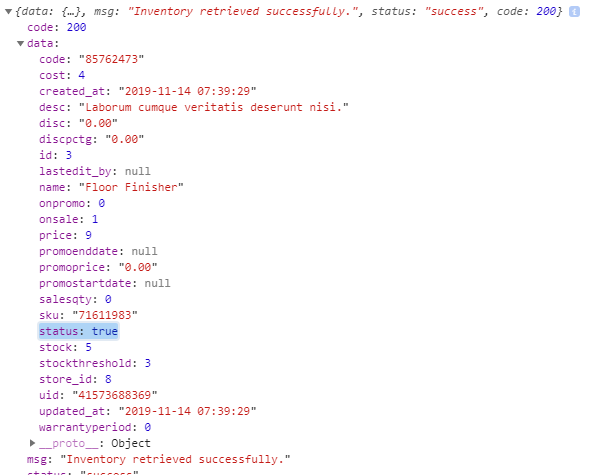 {data: {…}, msg: "Inventory retrieved successfully.", status: "success", code: 200} i
code: 200
data:
code: "85762473"
cost: 4
created_at: "2019-11-14 07:39:29"
desc: "Laborum cumque veritatis deserunt nisi."
disc: "0.00"
discpctg: "0.00"
id: 3
lastedit_by: null
name: "Floor Finisher"
onpromo: 0
onsale: 1
price: 9
promoenddate: null
promoprice: "0.00"
promostartdate: null
salesqty: 0
sku: "71611983"
status: true
stock: 5
stockthreshold: 3
store_id: 8
uid: "41573688369"
updated_at: "2019-11-14 07:39:29"
warrantyperiod: 0
__proto__: Object
msg: "Inventory retrieved successfully."
status: "success"